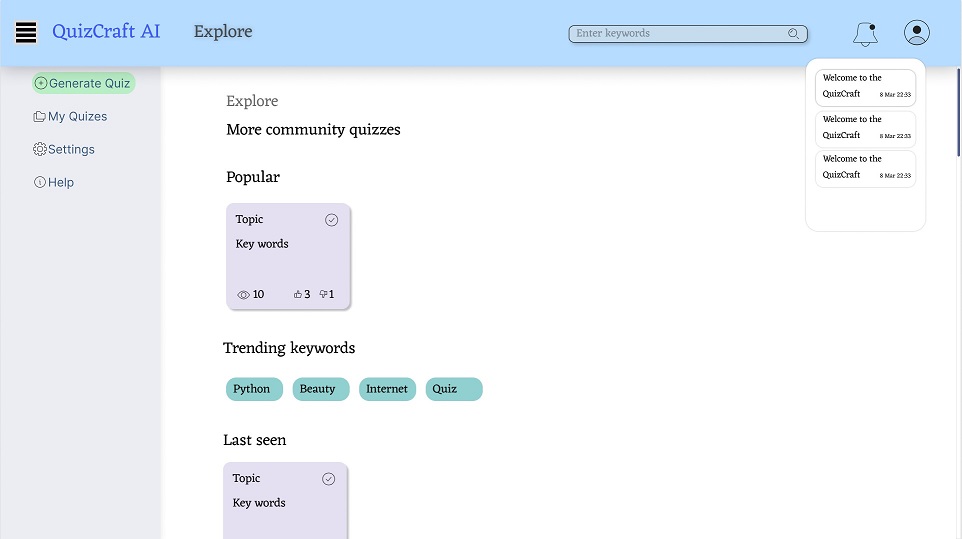 QuizCraft AI
Explore
Enter keywords
Generate Quiz
My Quizes
Settings
Help
Welcome to the
QuizCraft 8 Mar 22:33
Welcome to the
QuizCraft 8 Mar 22:33
Welcome to the
QuizCraft 8 Mar 22:33
Explore
More community quizzes
Popular
Topic
Key words
10 3 1
Trending keywords
Python Beauty Internet Quiz
Last seen
Topic
Key words